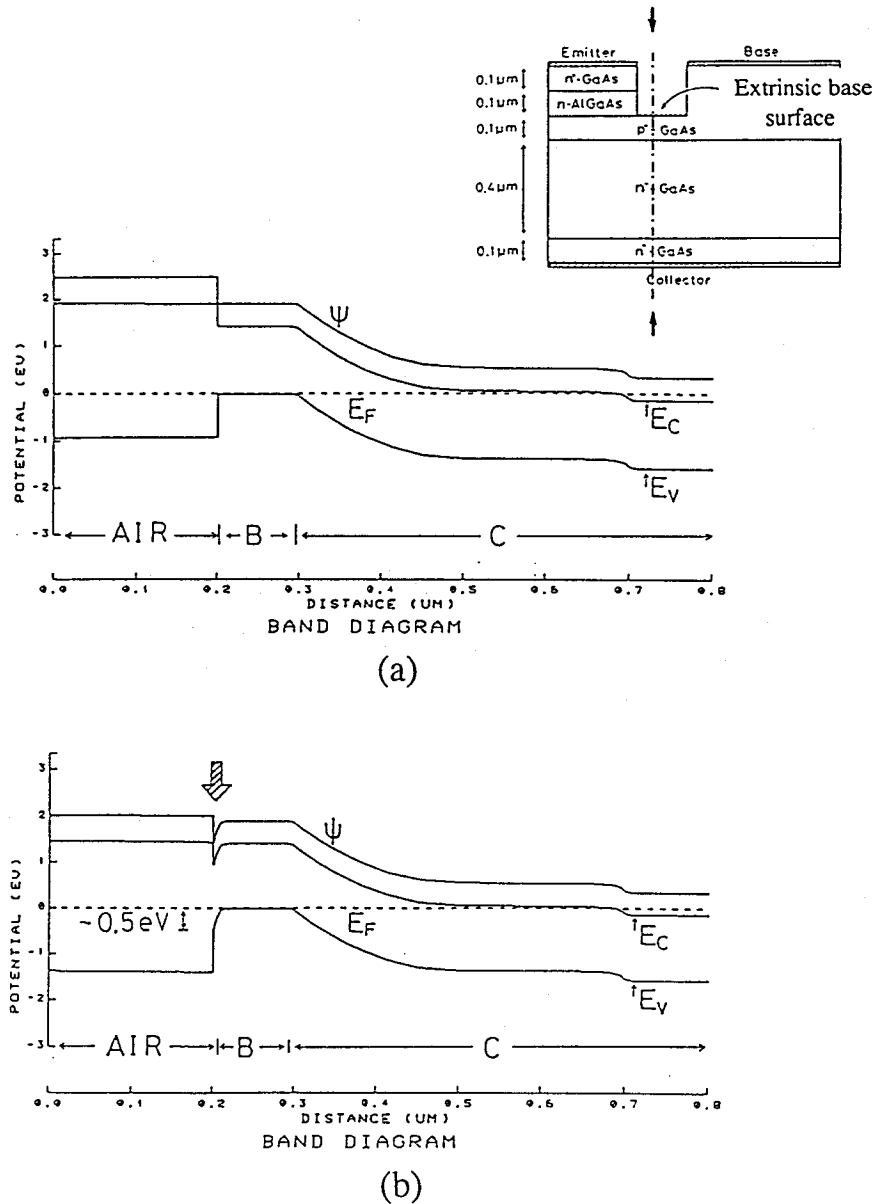 Emitter
Base
0.1μm
n⁺-GaAs
0.1μm
n-AlGaAs
Extrinsic base
surface
0.1μm
p⁺ GaAs
0.4μm
n⁻ GaAs
0.1μm
n⁺ GaAs
Collector
POTENTIAL (EV)
3
2
1
0
-1
-2
-3
Ψ
E_F
↑E_C
↑E_V
AIR
B
C
0.0 0.1 0.2 0.3 0.4 0.5 0.6 0.7 0.8
DISTANCE (UM)
BAND DIAGRAM
(a)
POTENTIAL (EV)
3
2
1
0
-1
-2
-3
Ψ
~0.5eV
E_F
↑E_C
↑E_V
AIR
B
C
0.0 0.1 0.2 0.3 0.4 0.5 0.6 0.7 0.8
DISTANCE (UM)
BAND DIAGRAM
(b)